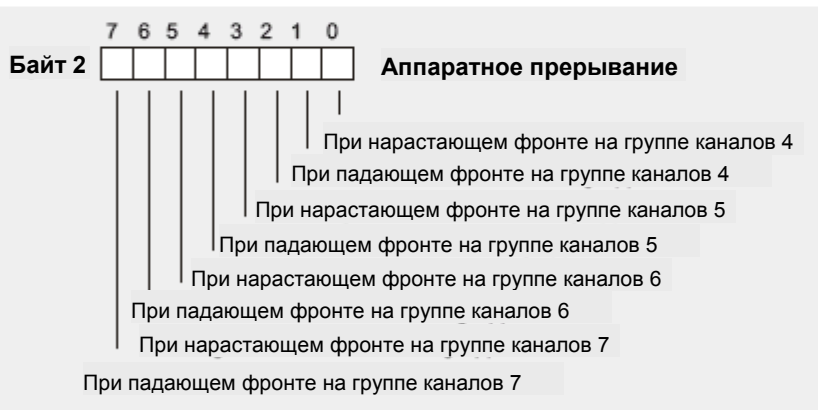 7 6 5 4 3 2 1 0
Байт 2 Аппаратное прерывание
При нарастающем фронте на группе каналов 4
При падающем фронте на группе каналов 4
При нарастающем фронте на группе каналов 5
При падающем фронте на группе каналов 5
При нарастающем фронте на группе каналов 6
При падающем фронте на группе каналов 6
При нарастающем фронте на группе каналов 7
При падающем фронте на группе каналов 7